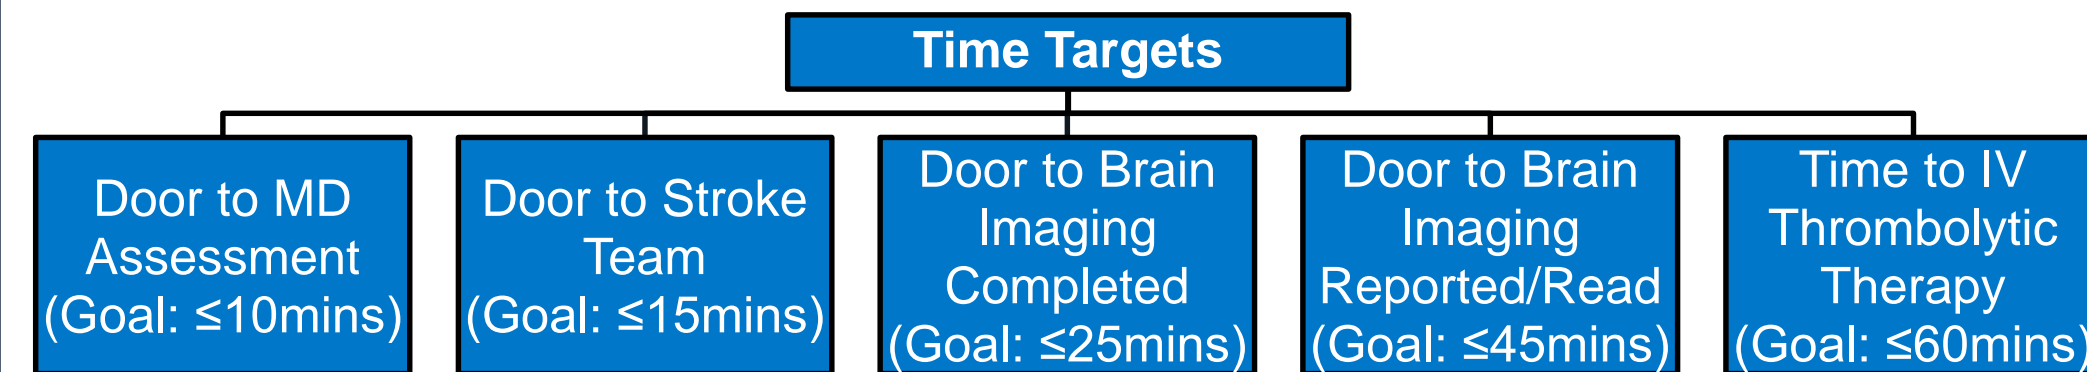 Time Targets
Door to MD
Assessment
(Goal: ≤10mins)
Door to Stroke
Team
(Goal: ≤15mins)
Door to Brain
Imaging
Completed
(Goal: ≤25mins)
Door to Brain
Imaging
Reported/Read
(Goal: ≤45mins)
Time to IV
Thrombolytic
Therapy
(Goal: ≤60mins)